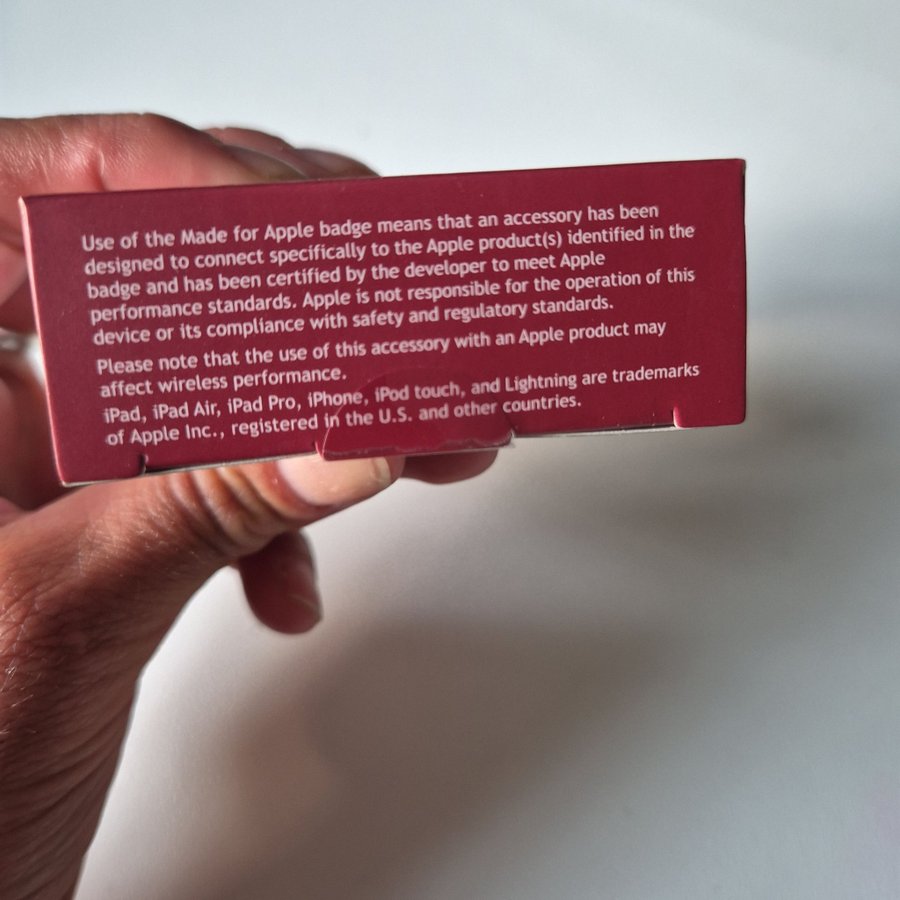 Use of the Made for Apple badge means that an accessory has been
designed to connect specifically to the Apple product(s) identified in the
badge and has been certified by the developer to meet Apple
performance standards. Apple is not responsible for the operation of this
device or its compliance with safety and regulatory standards.
Please note that the use of this accessory with an Apple product may
affect wireless performance.
iPad, iPad Air, iPad Pro, iPhone, iPod touch, and Lightning are trademarks
of Apple Inc., registered in the U.S. and other countries.